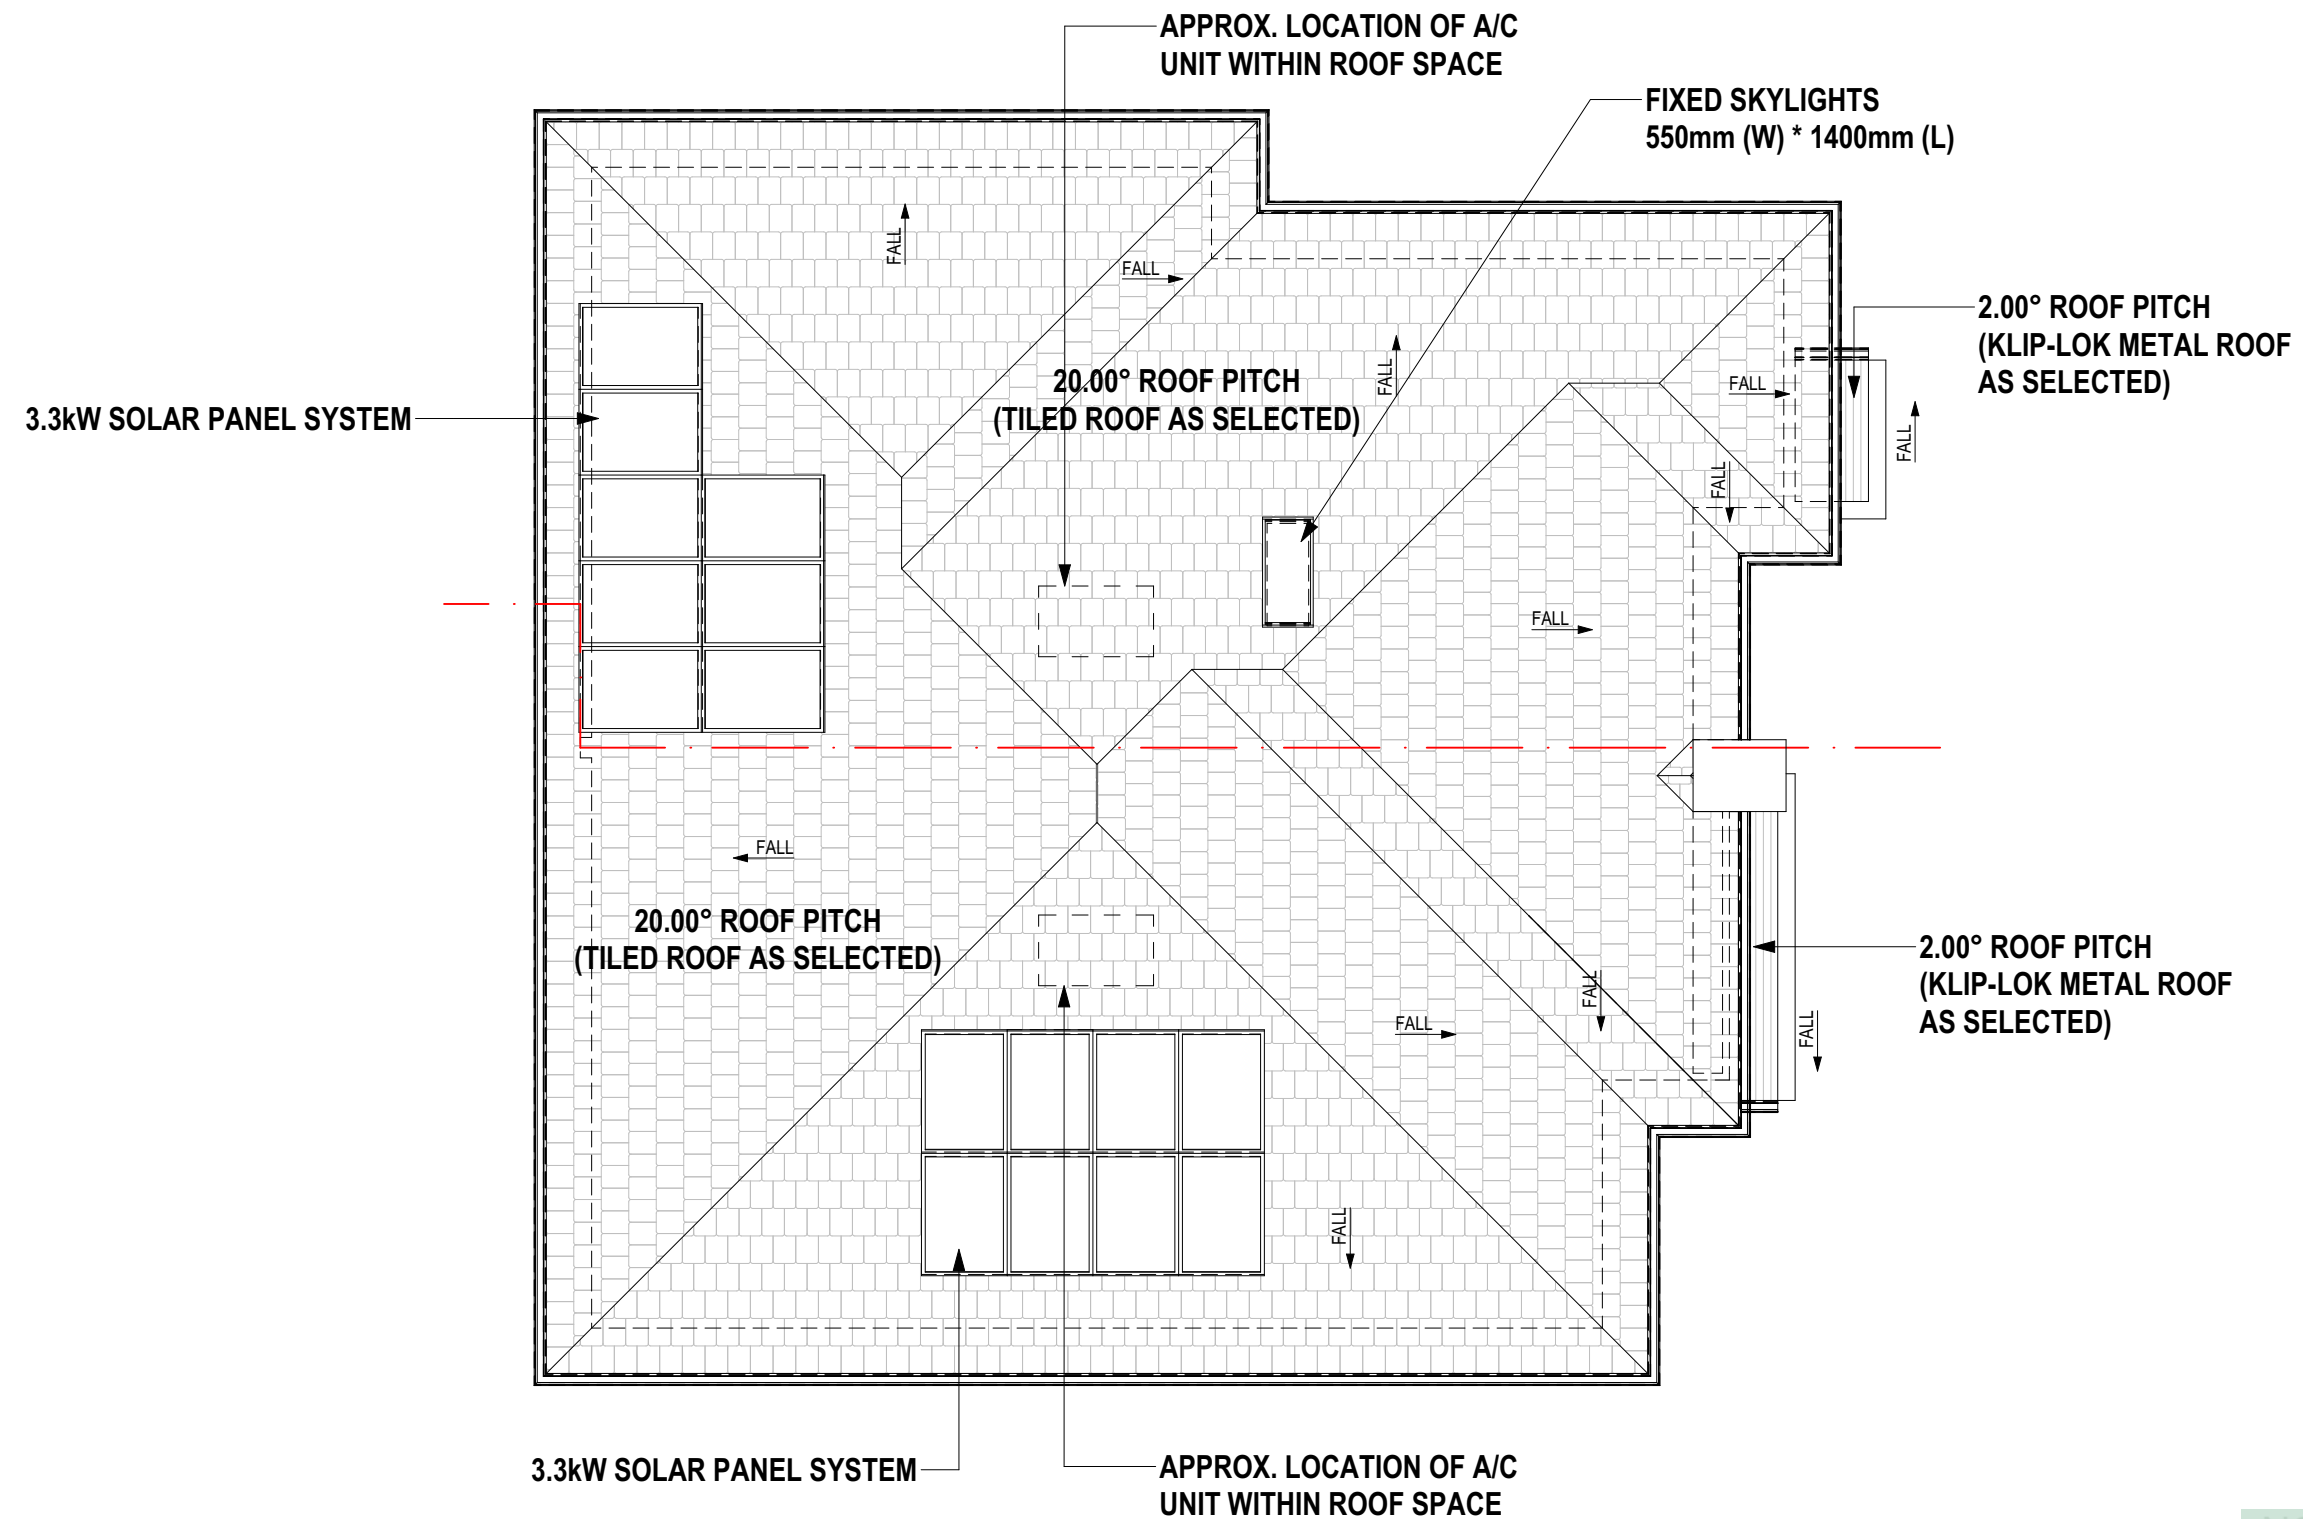 APPROX. LOCATION OF A/C
UNIT WITHIN ROOF SPACE
FIXED SKYLIGHTS
550mm (W) * 1400mm (L)
FALL
FALL
2.00° ROOF PITCH
(KLIP-LOK METAL ROOF
AS SELECTED)
20.00° ROOF PITCH
(TILED ROOF AS SELECTED)
FALL
FALL
3.3kW SOLAR PANEL SYSTEM
FALL
FALL
FALL
FALL
20.00° ROOF PITCH
(TILED ROOF AS SELECTED)
2.00° ROOF PITCH
(KLIP-LOK METAL ROOF
AS SELECTED)
FALL
FALL
FALL
FALL
3.3kW SOLAR PANEL SYSTEM
APPROX. LOCATION OF A/C
UNIT WITHIN ROOF SPACE